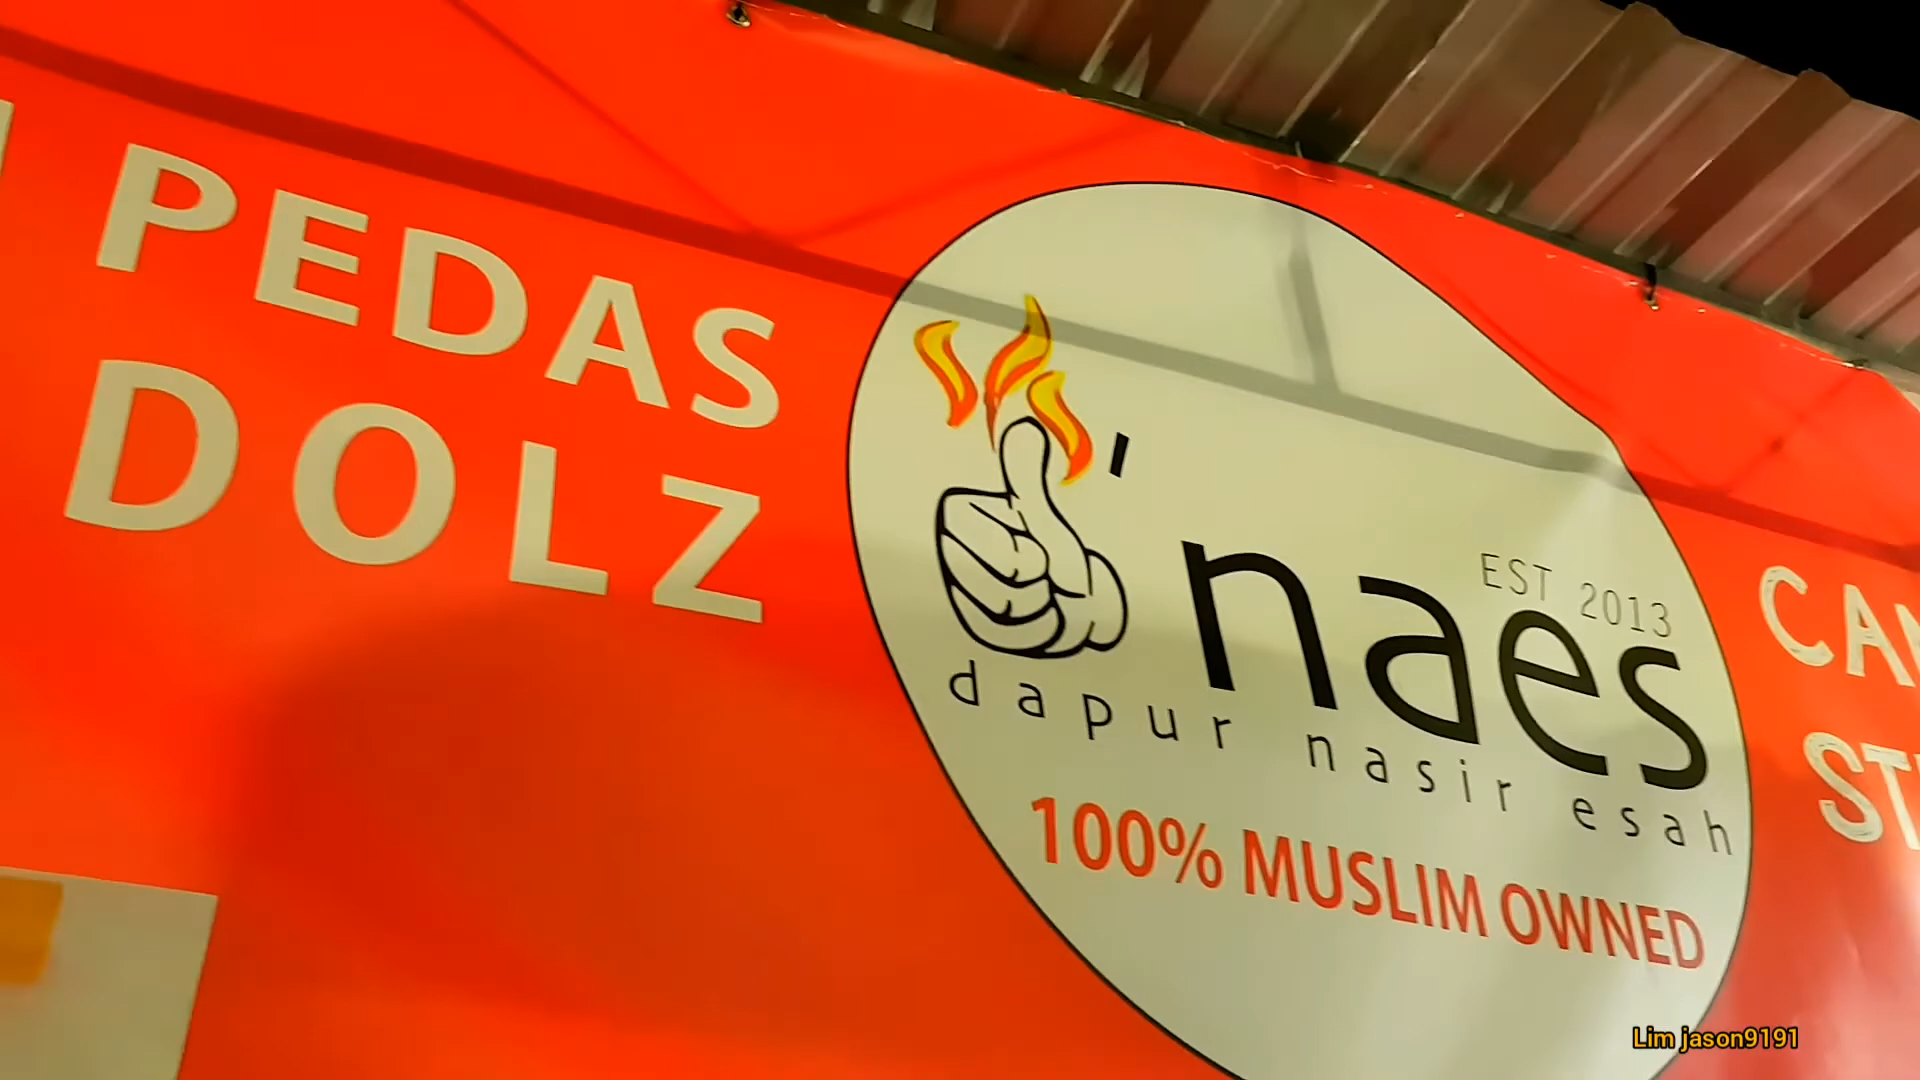 PEDAS
DOLZ
'naes
EST 2013
dapur nasir esah
100% MUSLIM OWNED
Lim jason9191